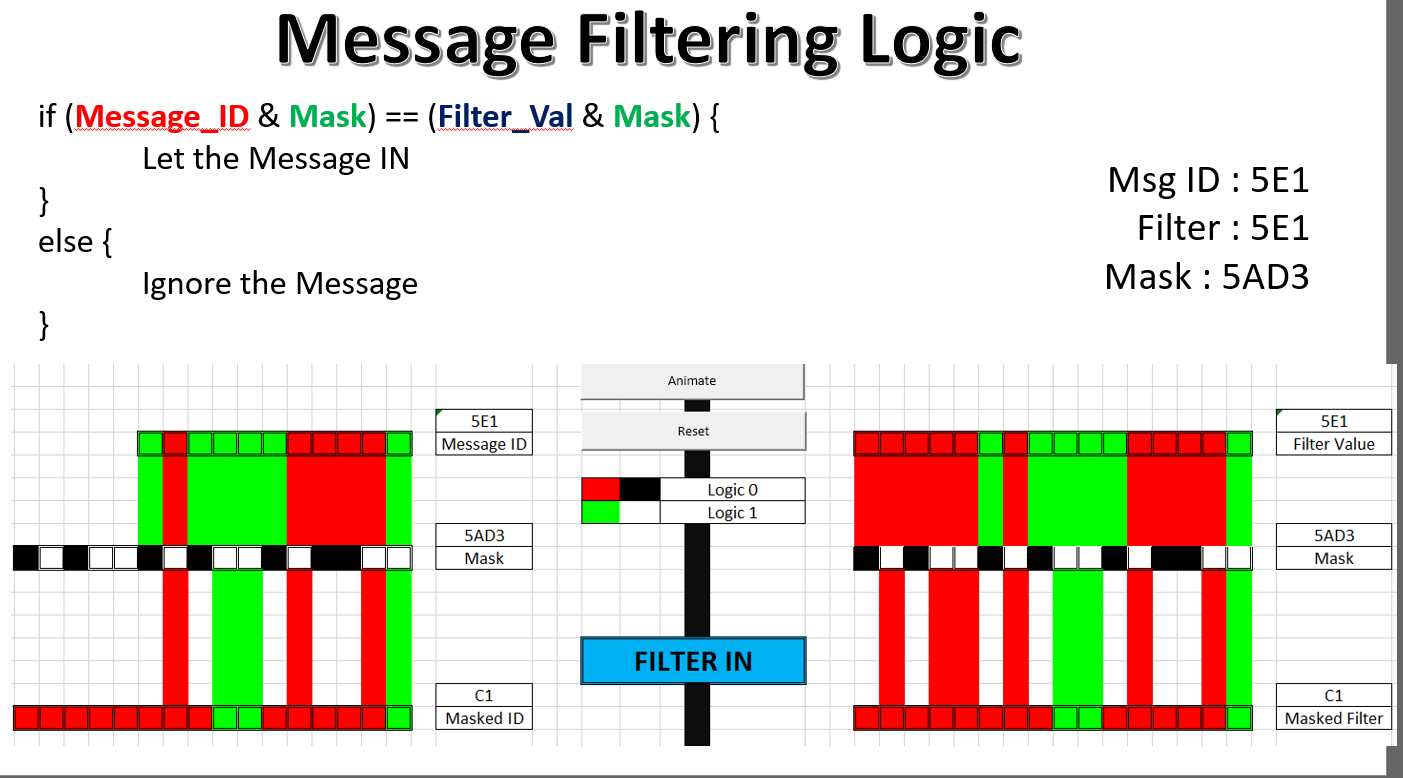 Message Filtering Logic
if (Message_ID & Mask) == (Filter_Val & Mask) {
Let the Message IN
}
else {
Ignore the Message
}
Msg ID : 5E1
Filter : 5E1
Mask : 5AD3
5E1
Message ID
5AD3
Mask
C1
Masked ID
Animate
Reset
Logic 0
Logic 1
FILTER IN
5E1
Filter Value
5AD3
Mask
C1
Masked Filter